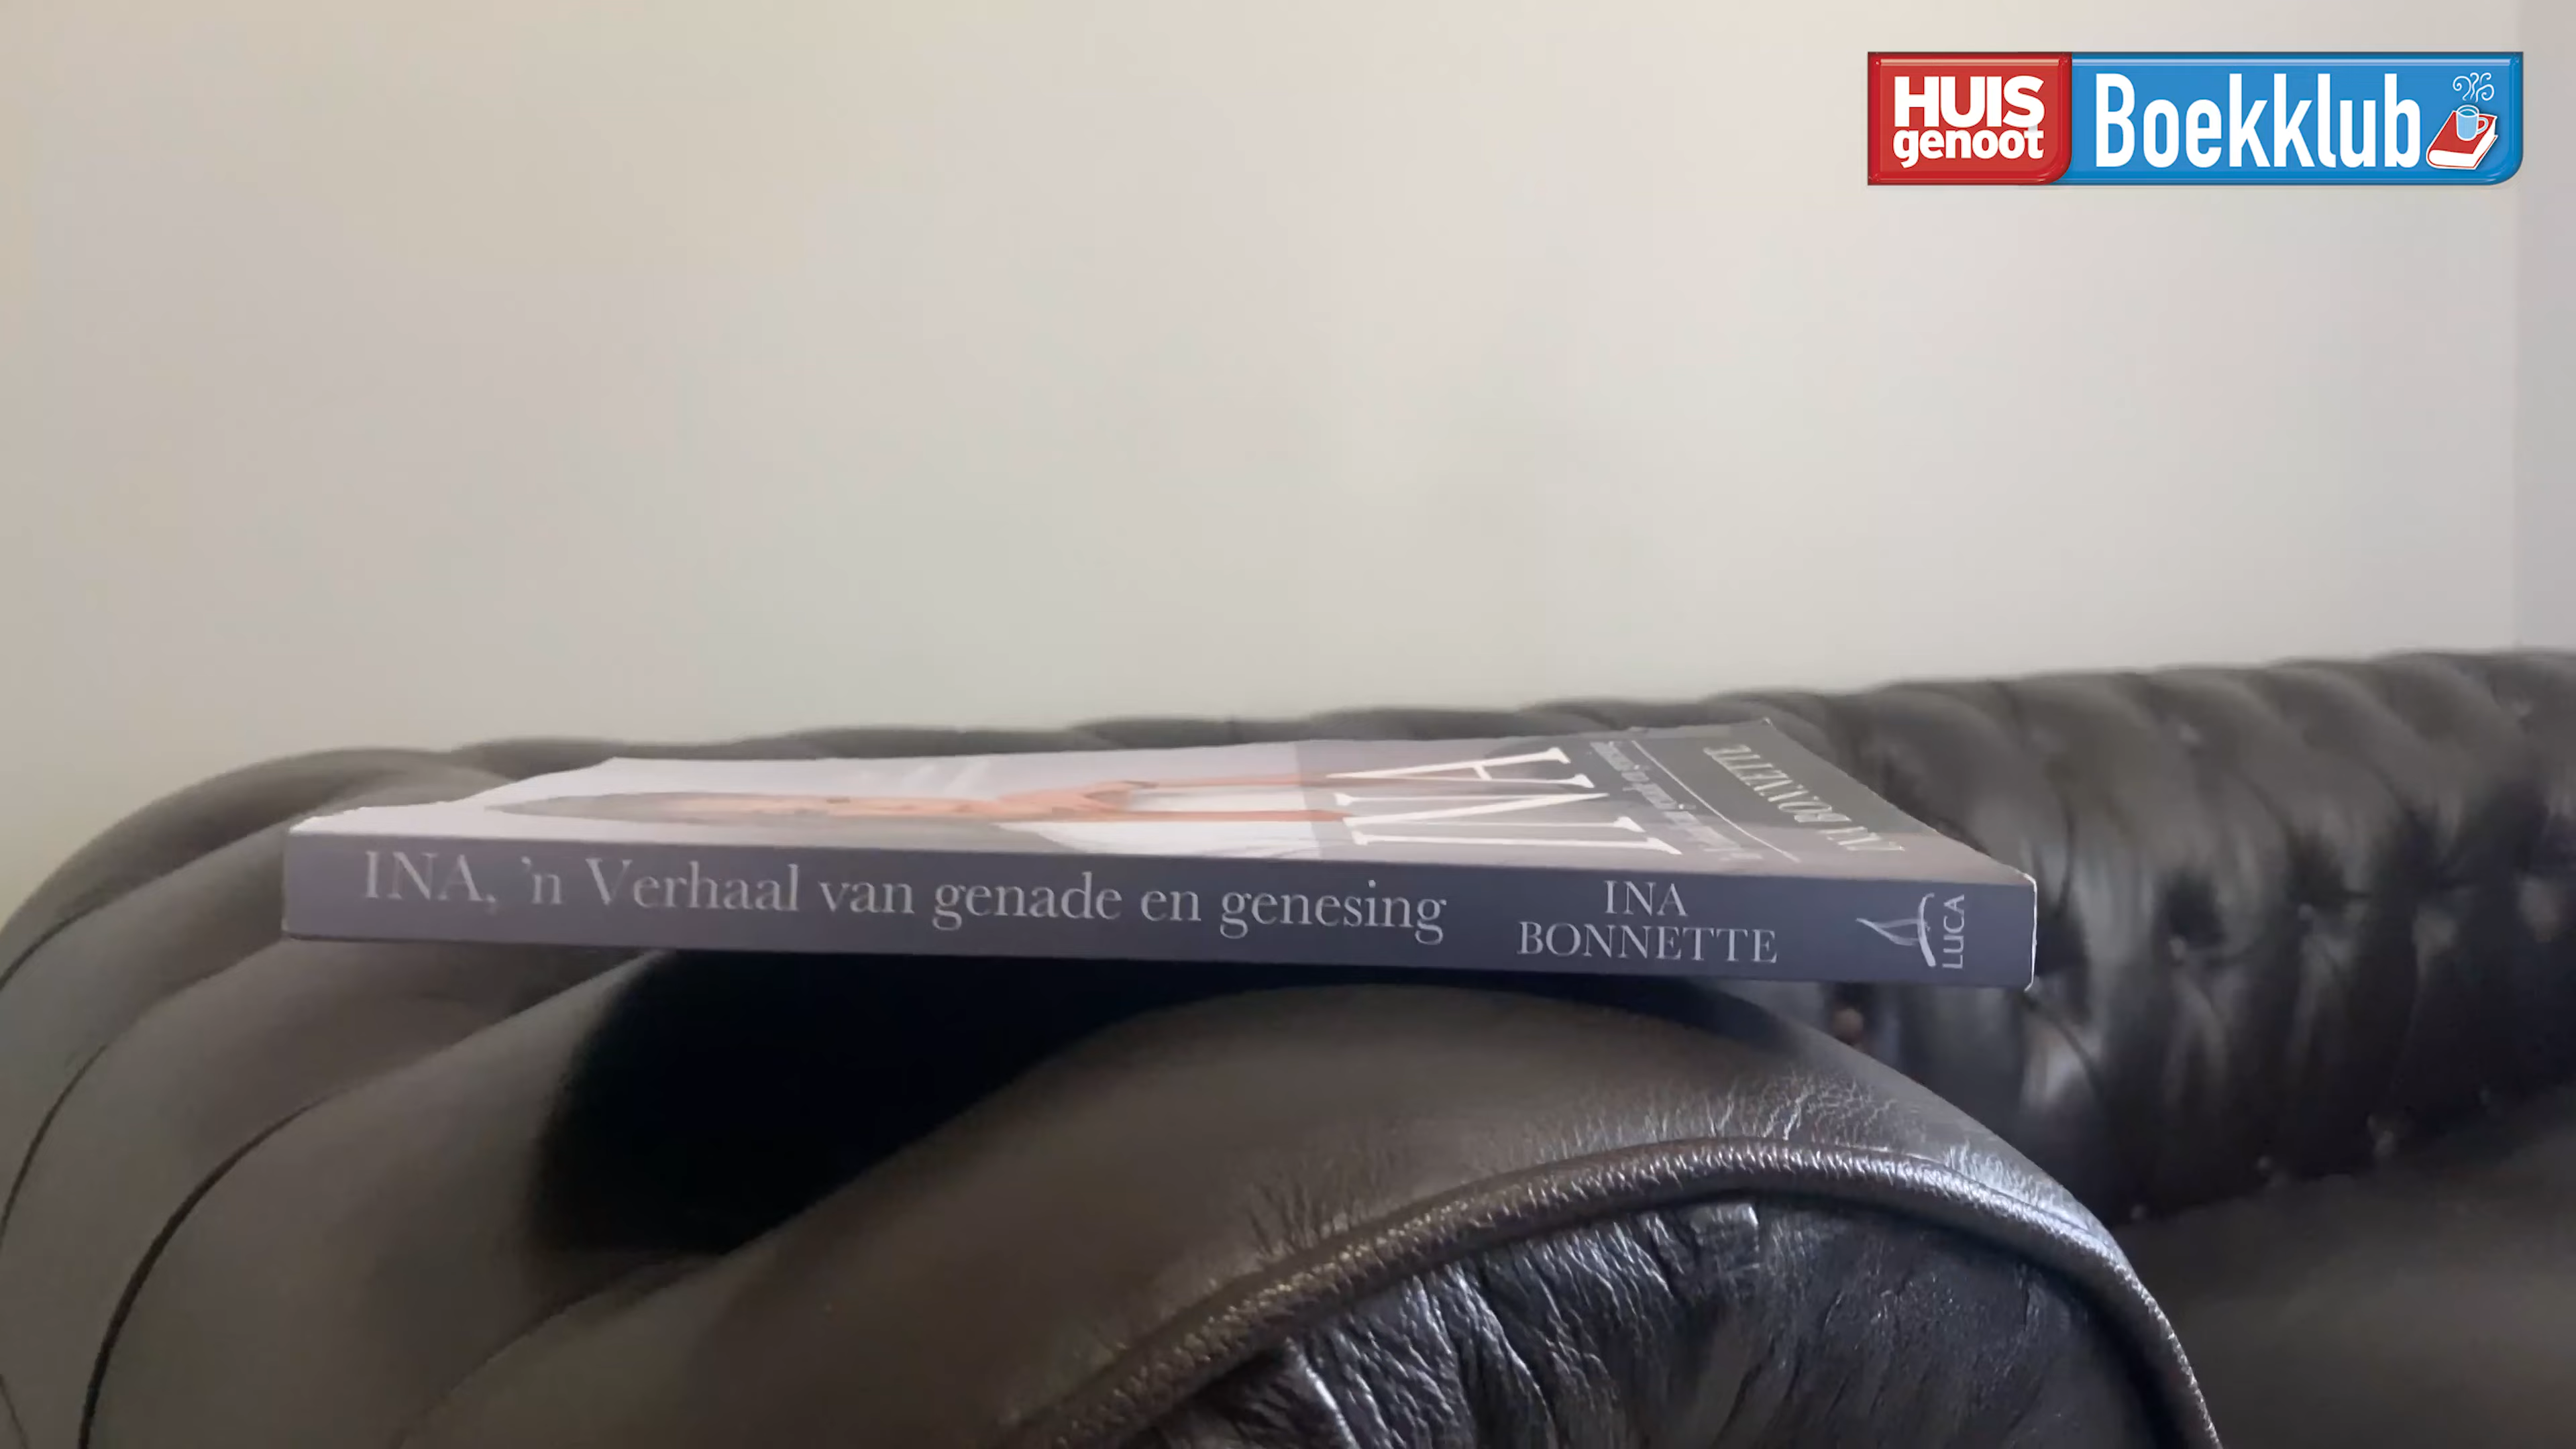 HUIS
genoot
Boekklub
INA BONNETTE
INA
INA, 'n Verhaal van genade en genesing
INA
BONNETTE
LUCA